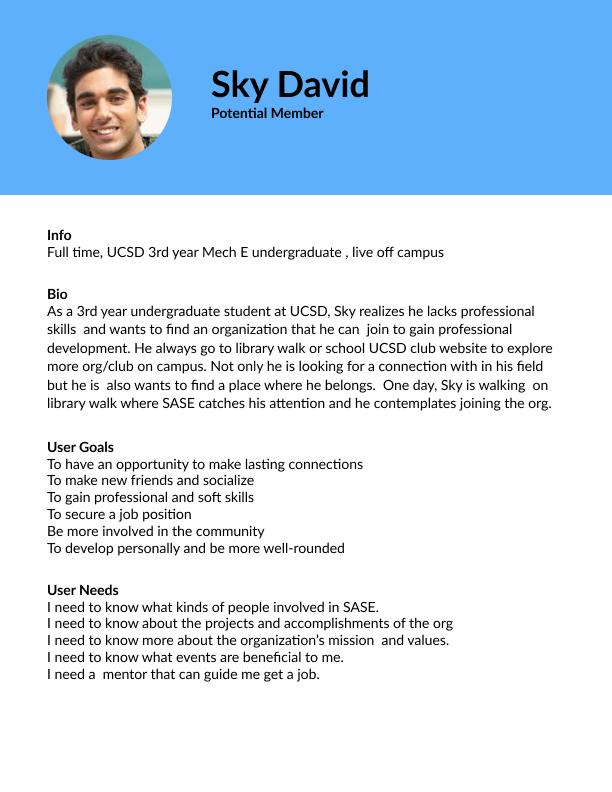 Sky David
Potential Member
Info
Full time, UCSD 3rd year Mech E undergraduate , live off campus
Bio
As a 3rd year undergraduate student at UCSD, Sky realizes he lacks professional
skills  and wants to find an organization that he can  join to gain professional
development. He always go to library walk or school UCSD club website to explore
more org/club on campus. Not only he is looking for a connection with in his field
but he is  also wants to find a place where he belongs.  One day, Sky is walking  on
library walk where SASE catches his attention and he contemplates joining the org.
User Goals
To have an opportunity to make lasting connections
To make new friends and socialize
To gain professional and soft skills
To secure a job position
Be more involved in the community
To develop personally and be more well-rounded
User Needs
I need to know what kinds of people involved in SASE.
I need to know about the projects and accomplishments of the org
I need to know more about the organization’s mission  and values.
I need to know what events are beneficial to me.
I need a  mentor that can guide me get a job.